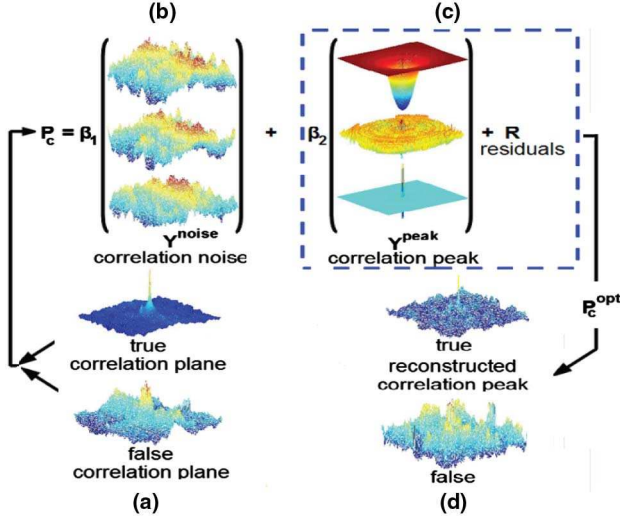 (b) (c)
P_c = β_1 + β_2 + R
residuals
Y^noise Y^peak
correlation noise correlation peak
P_c^opt
true true
correlation plane reconstructed
correlation peak
false false
correlation plane
(a) (d)